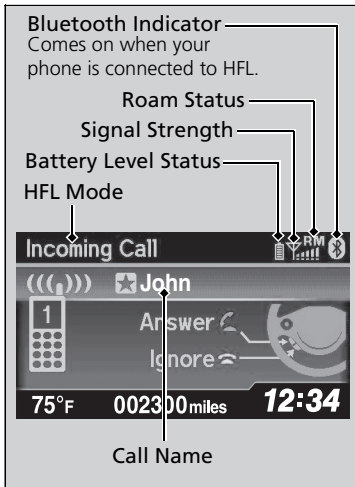 Bluetooth Indicator
Comes on when your
phone is connected to HFL.
Roam Status
Signal Strength
Battery Level Status
HFL Mode
Incoming Call RM
John
1
Answer
Ignore
75°F 002300 miles 12:34
Call Name